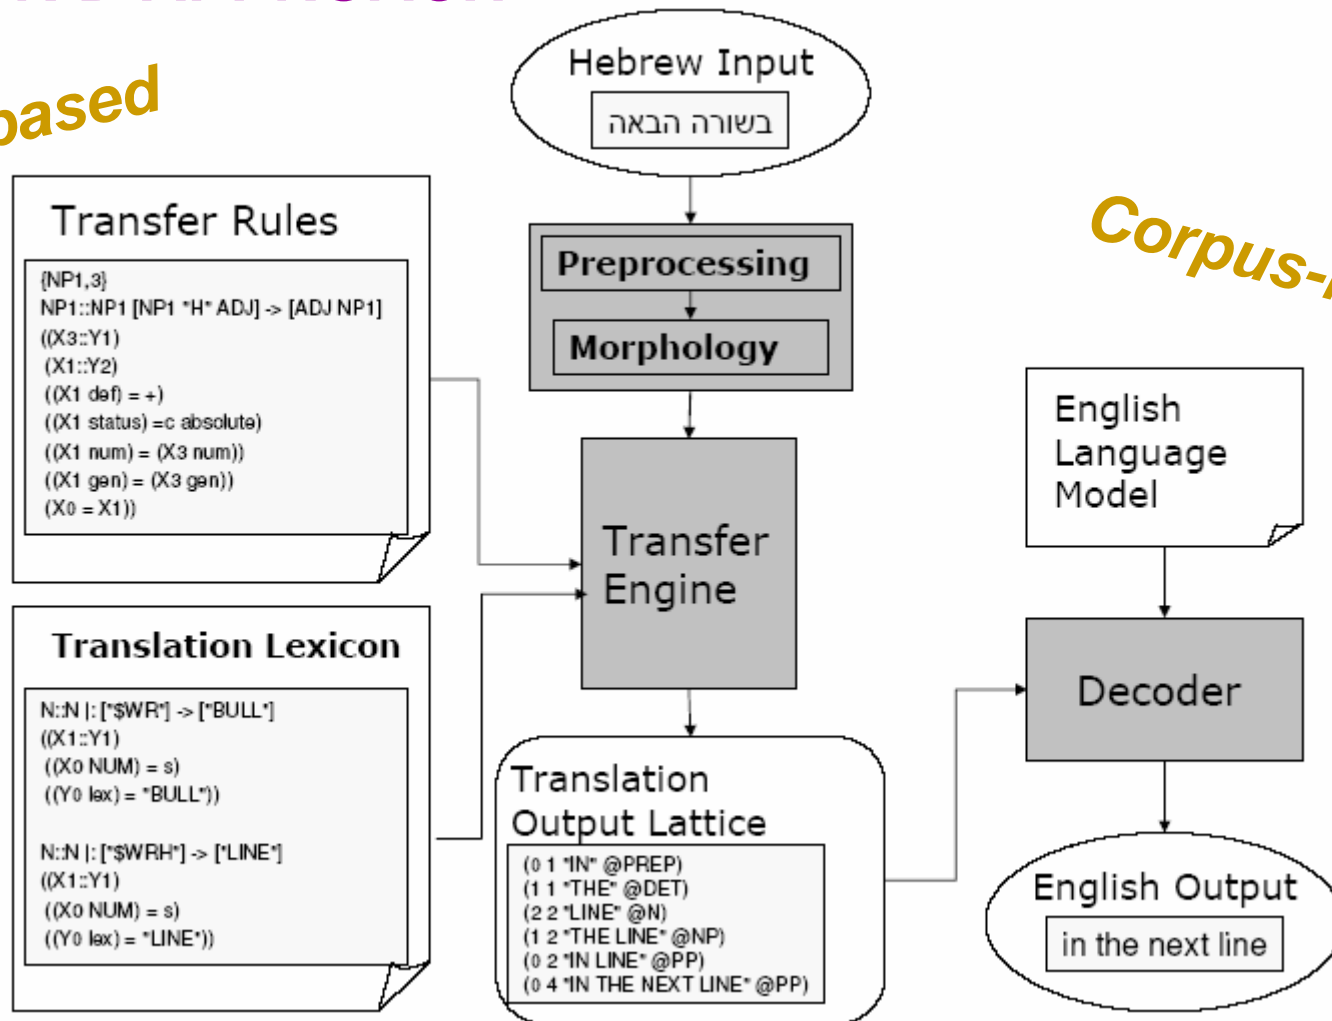 based
Hebrew Input
בשורה הבאה
Transfer Rules
{NP1,3}
NP1::NP1 [NP1 "H" ADJ] -> [ADJ NP1]
((X3::Y1)
(X1::Y2)
((X1 def) = +)
((X1 status) =c absolute)
((X1 num) = (X3 num))
((X1 gen) = (X3 gen))
(X0 = X1))
Preprocessing
Morphology
Corpus-
English
Language
Model
Transfer
Engine
Translation Lexicon
N::N |: ["$WR"] -> ["BULL"]
((X1::Y1)
((X0 NUM) = s)
((Y0 lex) = "BULL"))
N::N |: ["$WRH"] -> ["LINE"]
((X1::Y1)
((X0 NUM) = s)
((Y0 lex) = "LINE"))
Decoder
Translation
Output Lattice
(0 1 "IN" @PREP)
(1 1 "THE" @DET)
(2 2 "LINE" @N)
(1 2 "THE LINE" @NP)
(0 2 "IN LINE" @PP)
(0 4 "IN THE NEXT LINE" @PP)
English Output
in the next line